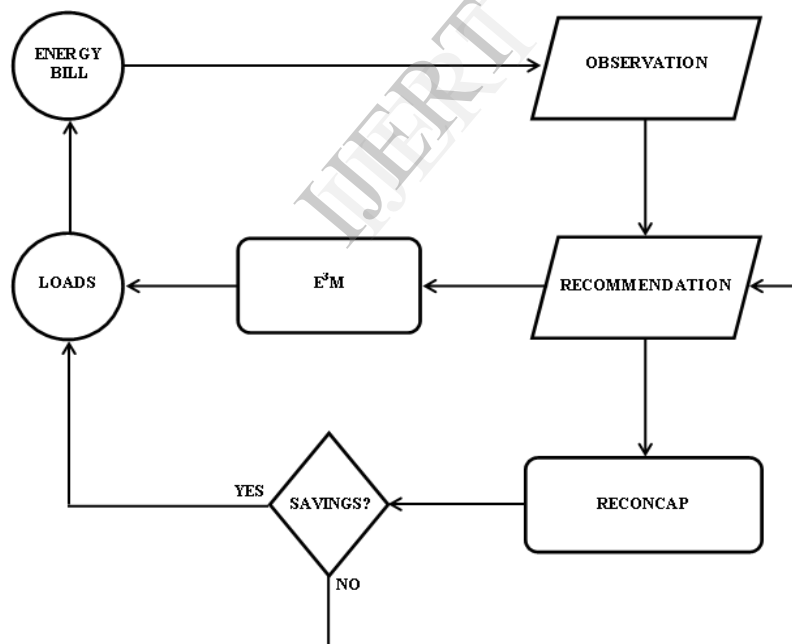 ENERGY
BILL
OBSERVATION
IJERT
LOADS
E³M
RECOMMENDATION
YES
SAVINGS?
RECONCAP
NO